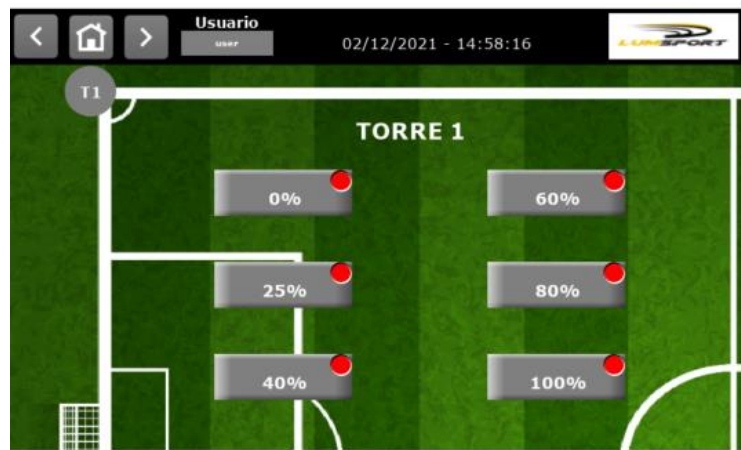 Usuario
user
02/12/2021 - 14:58:16
LUMSPORT
T1
TORRE 1
0%
60%
25%
80%
40%
100%